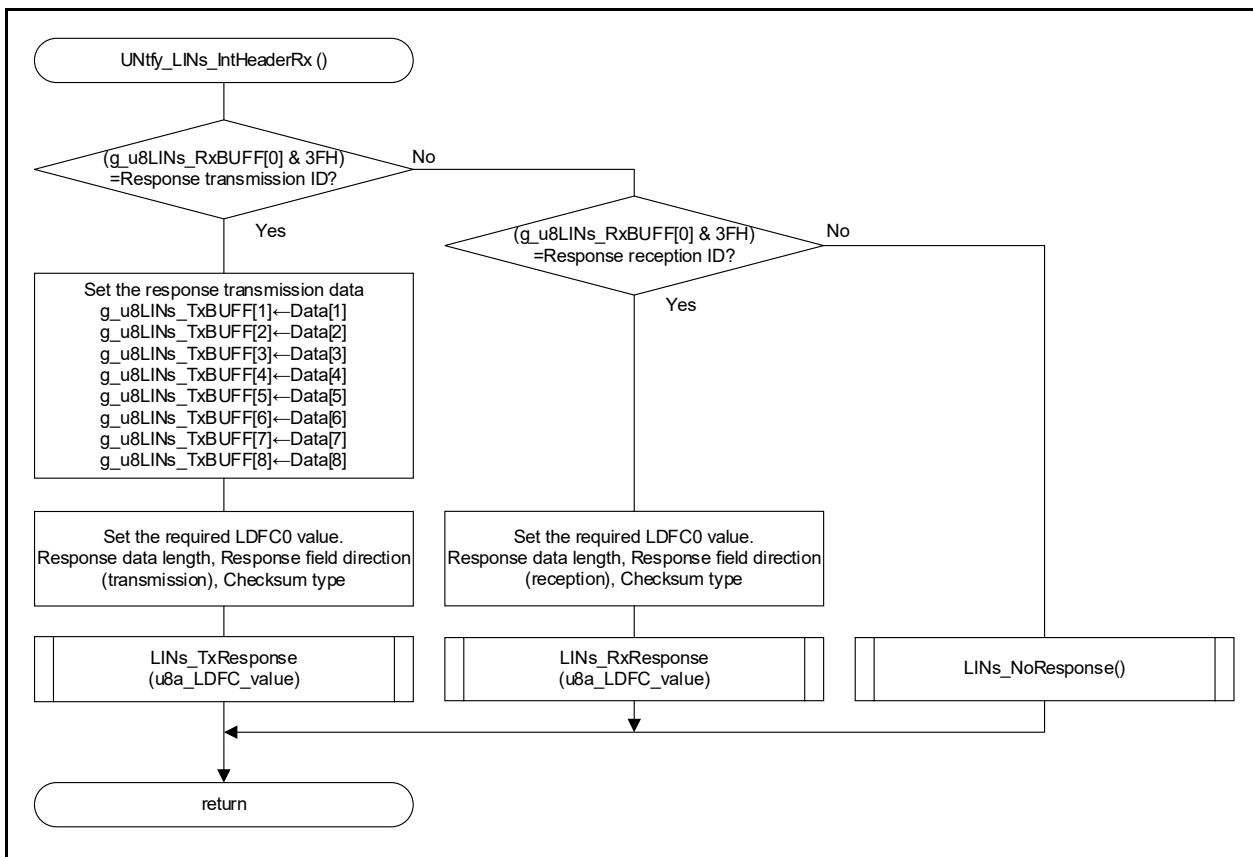 UNtfy_LINs_IntHeaderRx ()
(g_u8LINs_RxBUFF[0] & 3FH)
=Response transmission ID?
No
Yes
(g_u8LINs_RxBUFF[0] & 3FH)
=Response reception ID?
No
Yes
Set the response transmission data
g_u8LINs_TxBUFF[1]←Data[1]
g_u8LINs_TxBUFF[2]←Data[2]
g_u8LINs_TxBUFF[3]←Data[3]
g_u8LINs_TxBUFF[4]←Data[4]
g_u8LINs_TxBUFF[5]←Data[5]
g_u8LINs_TxBUFF[6]←Data[6]
g_u8LINs_TxBUFF[7]←Data[7]
g_u8LINs_TxBUFF[8]←Data[8]
Set the required LDFC0 value.
Response data length, Response field direction
(transmission), Checksum type
Set the required LDFC0 value.
Response data length, Response field direction
(reception), Checksum type
LINs_TxResponse
(u8a_LDFC_value)
LINs_RxResponse
(u8a_LDFC_value)
LINs_NoResponse()
return